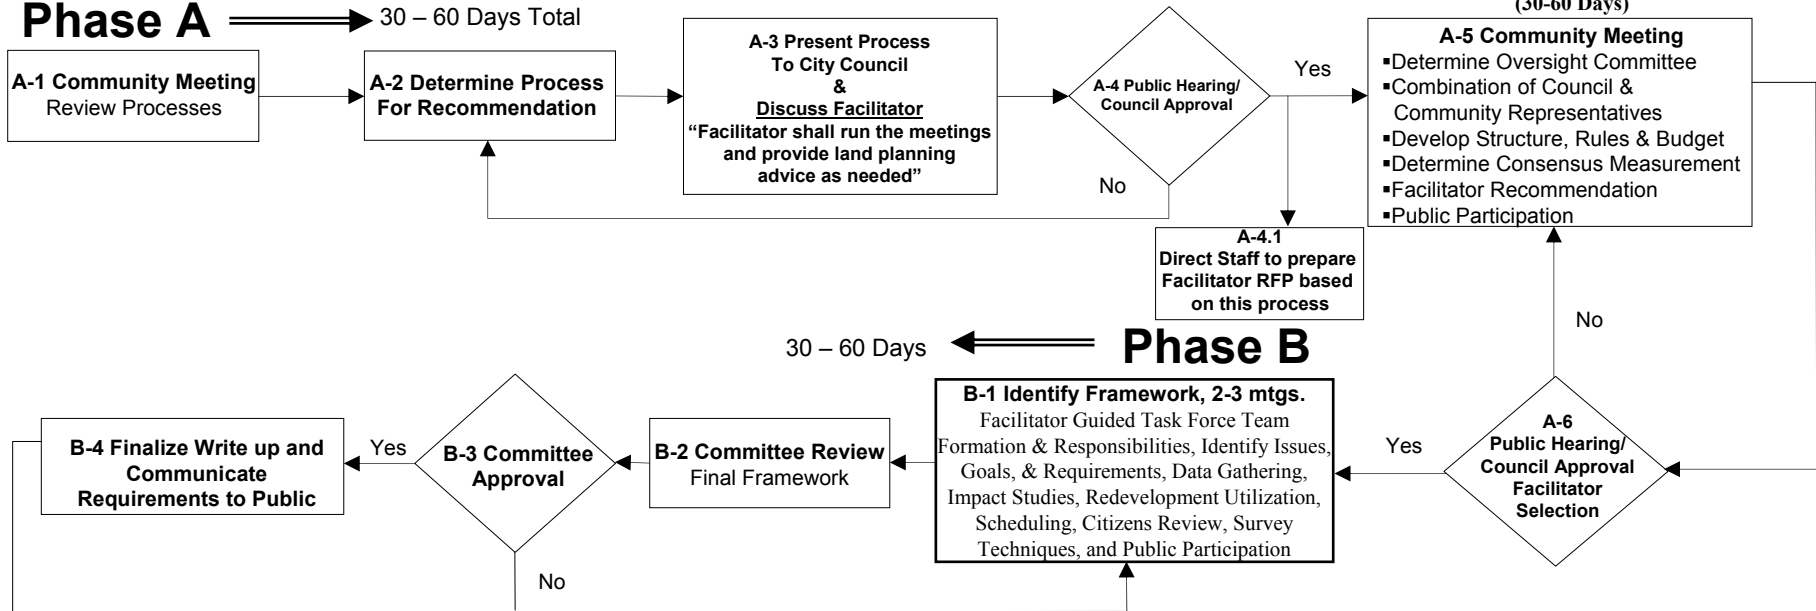 Phase A
30 – 60 Days Total
(30-60 Days)
A-1 Community Meeting
Review Processes
A-2 Determine Process
For Recommendation
A-3 Present Process
To City Council
&
Discuss Facilitator
“Facilitator shall run the meetings
and provide land planning
advice as needed”
A-4 Public Hearing/
Council Approval
Yes
No
A-5 Community Meeting
▪Determine Oversight Committee
▪Combination of Council &
Community Representatives
▪Develop Structure, Rules & Budget
▪Determine Consensus Measurement
▪Facilitator Recommendation
▪Public Participation
A-4.1
Direct Staff to prepare
Facilitator RFP based
on this process
No
30 – 60 Days
Phase B
A-6
Public Hearing/
Council Approval
Facilitator
Selection
Yes
B-1 Identify Framework, 2-3 mtgs.
Facilitator Guided Task Force Team
Formation & Responsibilities, Identify Issues,
Goals, & Requirements, Data Gathering,
Impact Studies, Redevelopment Utilization,
Scheduling, Citizens Review, Survey
Techniques, and Public Participation
B-2 Committee Review
Final Framework
B-3 Committee
Approval
Yes
No
B-4 Finalize Write up and
Communicate
Requirements to Public